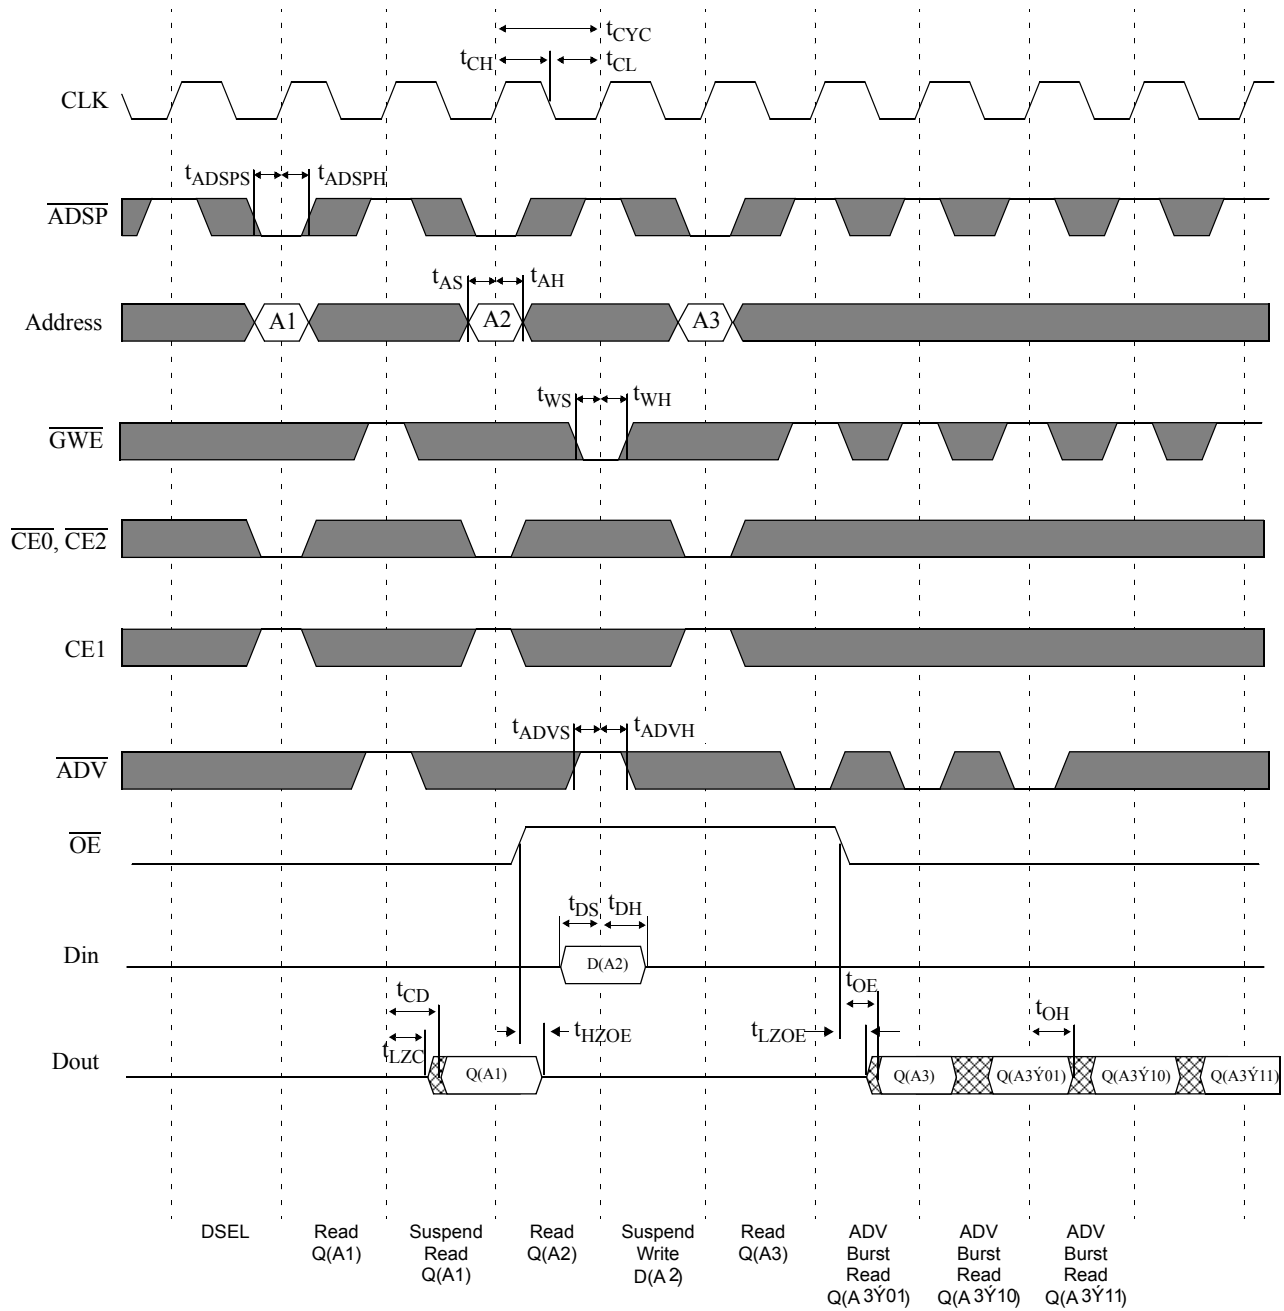 tCYC
tCH tCL
CLK
tADSPS tADSPH
ADSP
tAS tAH
Address A1 A2 A3
tWS tWH
GWE
CE0, CE2
CE1
tADVS tADVH
ADV
OE
tDS tDH
Din D(A2)
tCD tOE tOH
tHZOE tLZOE
tLZC
Dout Q(A1) Q(A3) Q(A3Ý01) Q(A3Ý10) Q(A3Ý11)
DSEL Read Suspend Read Suspend Read ADV ADV ADV
Q(A1) Read Q(A2) Write Q(A3) Burst Burst Burst
Q(A1) D(A2) Read Read Read
Q(A3Ý01) Q(A3Ý10) Q(A3Ý11)